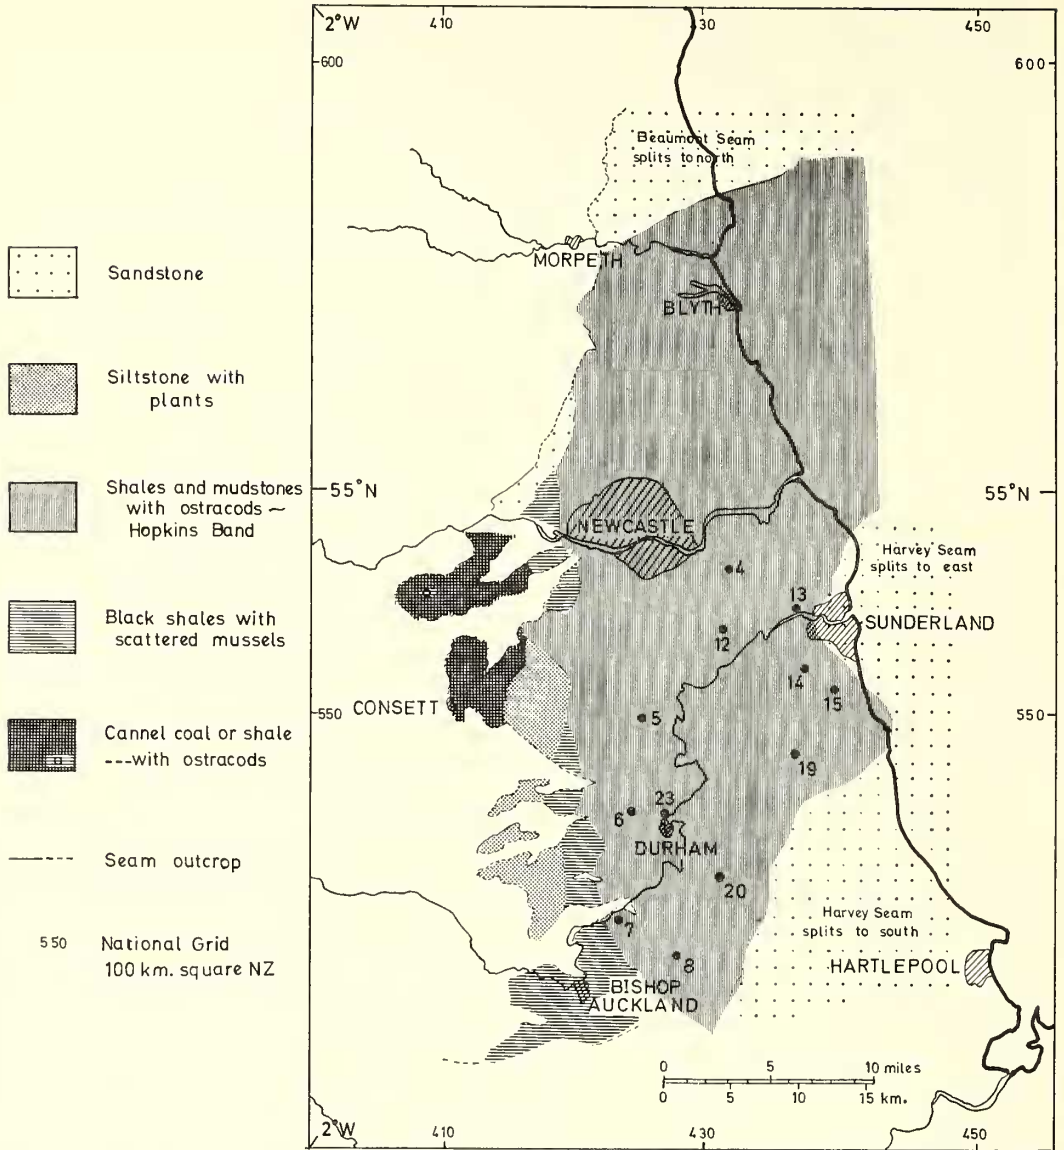 2°W 410 430 450
600 600
Beaumont Seam
splits to north
MORPETH
BLYTH
Sandstone
Siltstone with
plants
Shales and mudstones
with ostracods ~
Hopkins Band
Black shales with
scattered mussels
Cannel coal or shale
---with ostracods
Seam outcrop
550 National Grid
100 km. square NZ
55°N 55°N
NEWCASTLE
Harvey Seam
splits to east
4
13
SUNDERLAND
12
14
15
CONSETT 550 550
5
19
6
23
DURHAM
20
Harvey Seam
splits to south
7
8
HARTLEPOOL
BISHOP
AUCKLAND
0 5 10 miles
0 5 10 15 km.
2°W 410 430 450